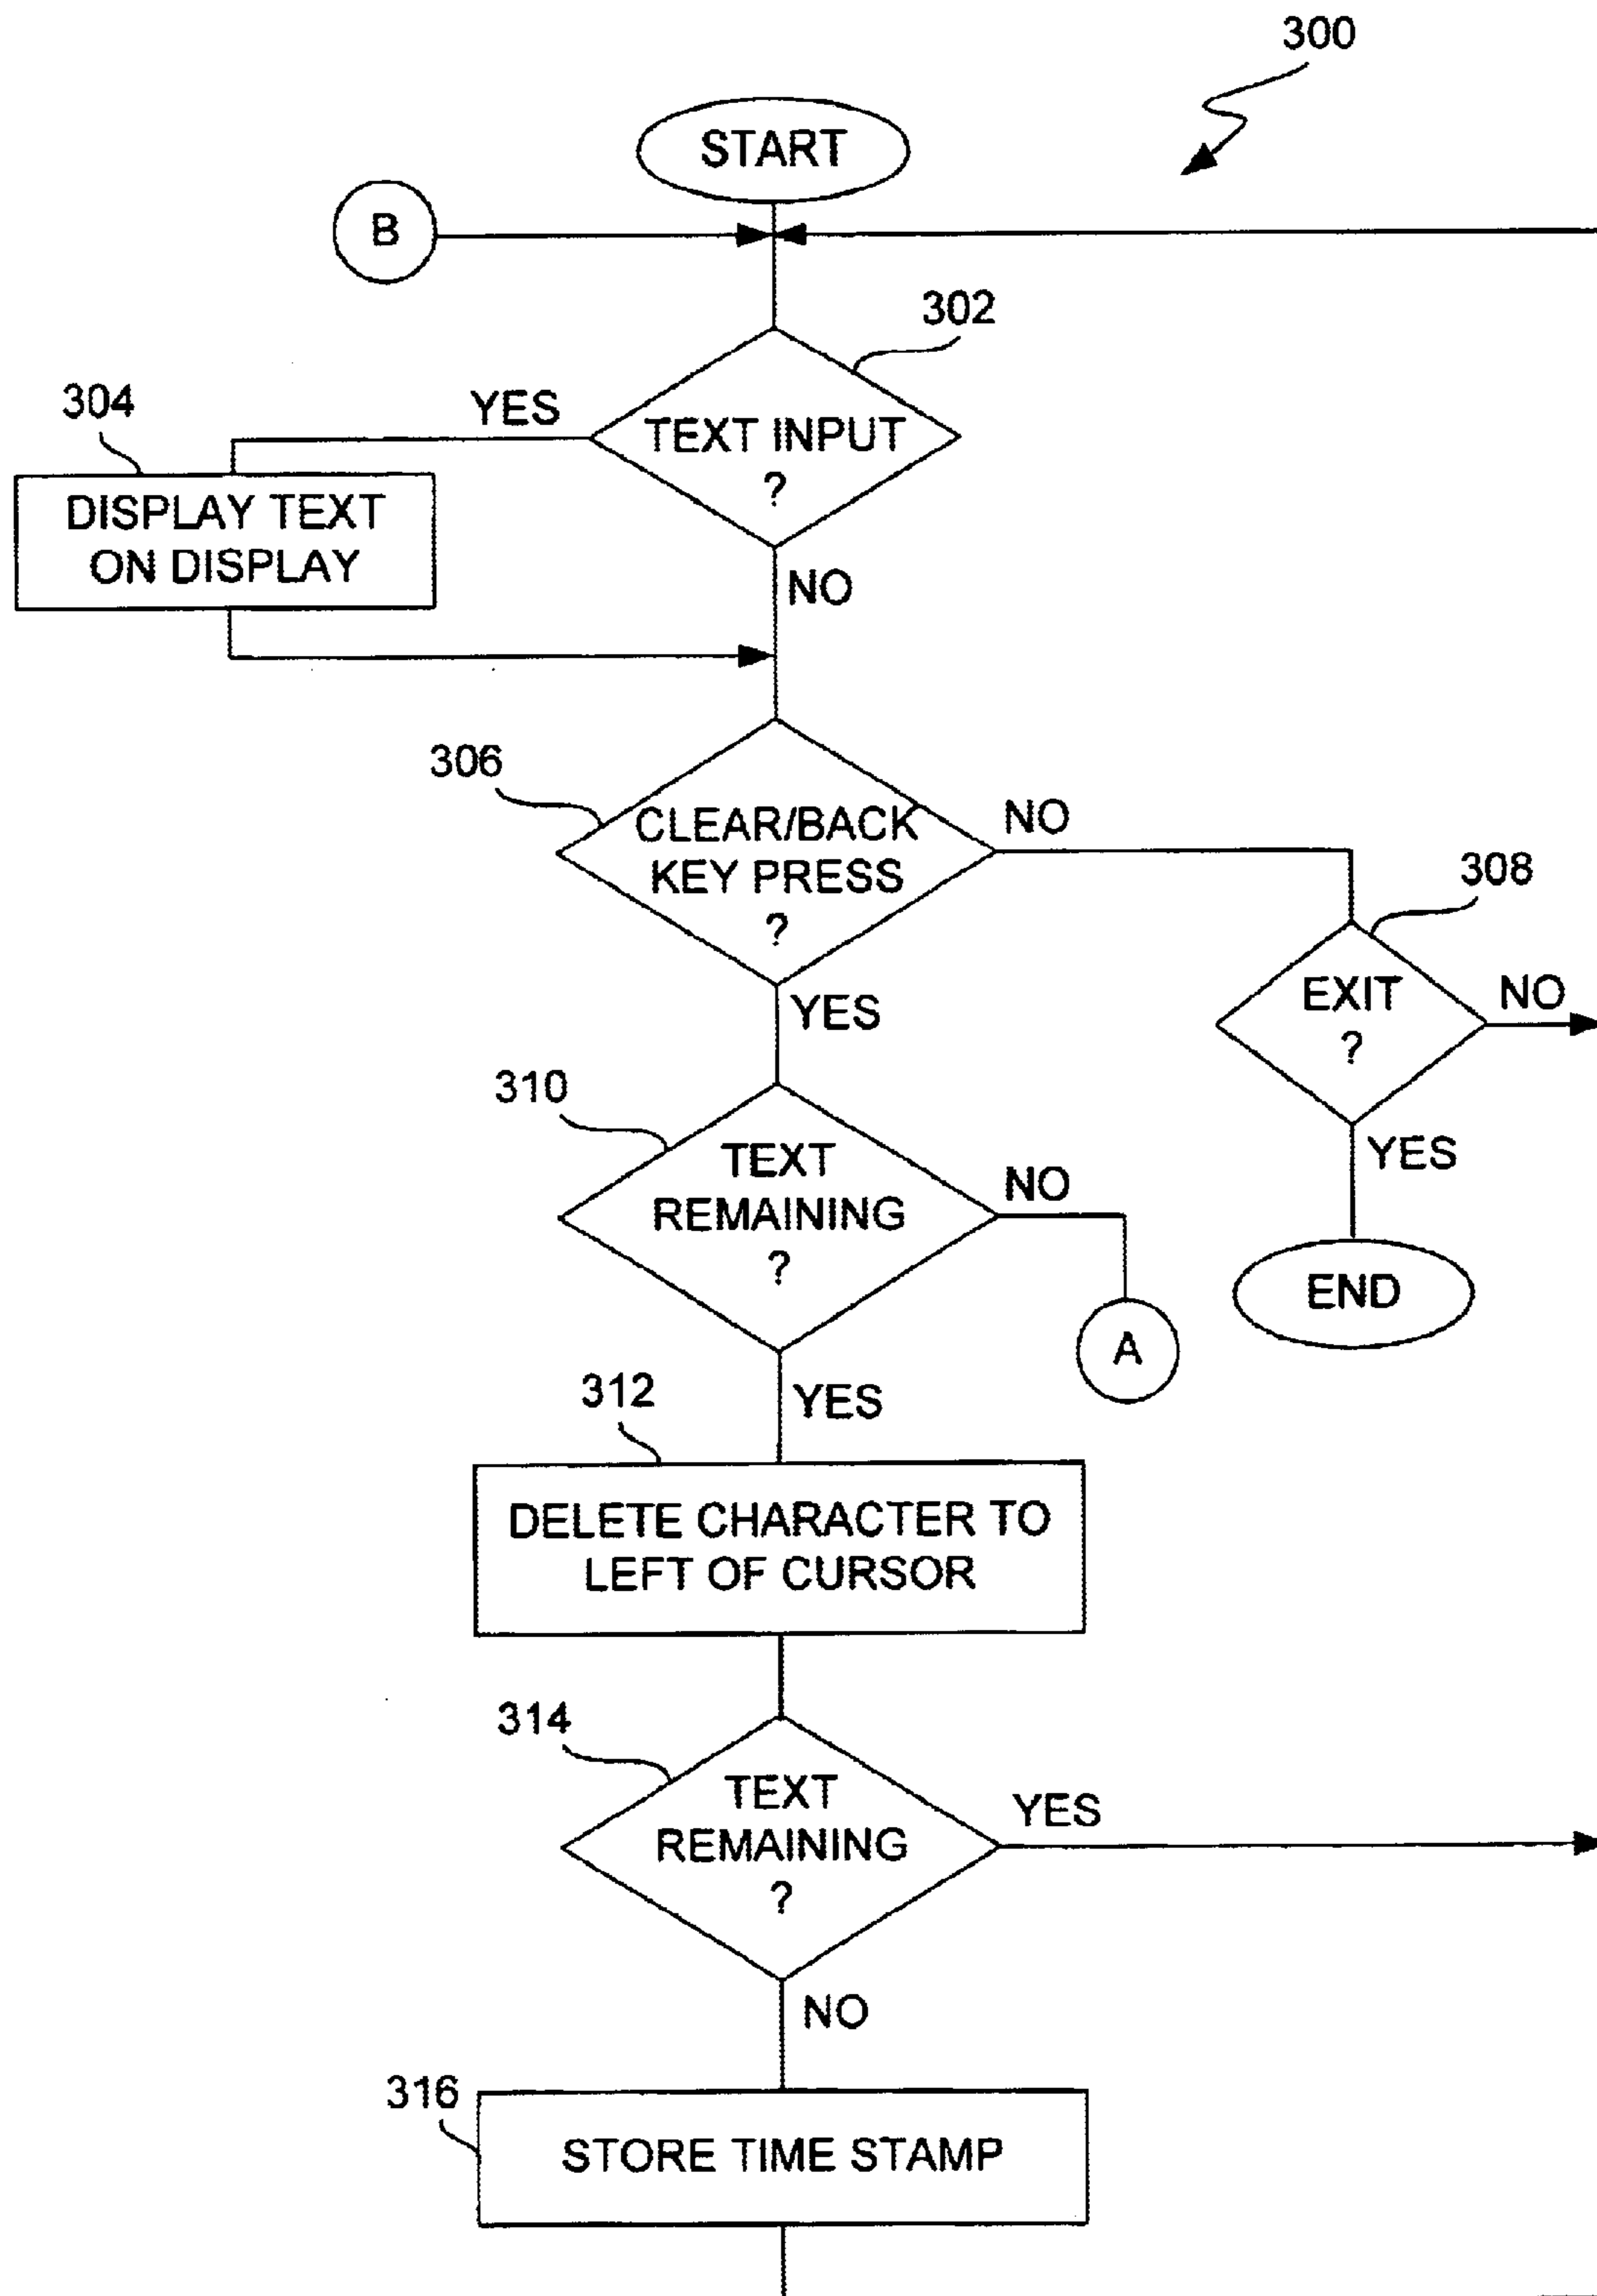 300
START
B
302
304
YES
TEXT INPUT
?
DISPLAY TEXT
ON DISPLAY
NO
306
CLEAR/BACK
KEY PRESS
?
NO
308
EXIT
?
NO
YES
310
TEXT
REMAINING
?
NO
YES
END
A
312
YES
DELETE CHARACTER TO
LEFT OF CURSOR
314
TEXT
REMAINING
?
YES
NO
316
STORE TIME STAMP